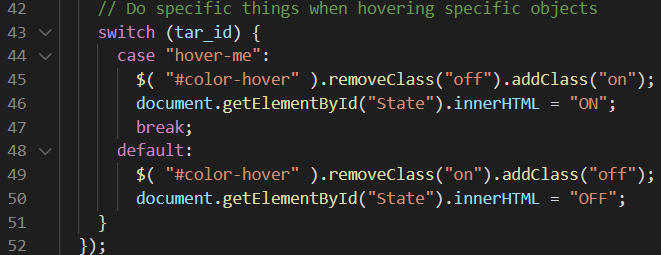 42 // Do specific things when hovering specific objects
43 switch (tar_id) {
44 case "hover-me":
45 $( "#color-hover" ).removeClass("off").addClass("on");
46 document.getElementById("State").innerHTML = "ON";
47 break;
48 default:
49 $( "#color-hover" ).removeClass("on").addClass("off");
50 document.getElementById("State").innerHTML = "OFF";
51 }
52 });